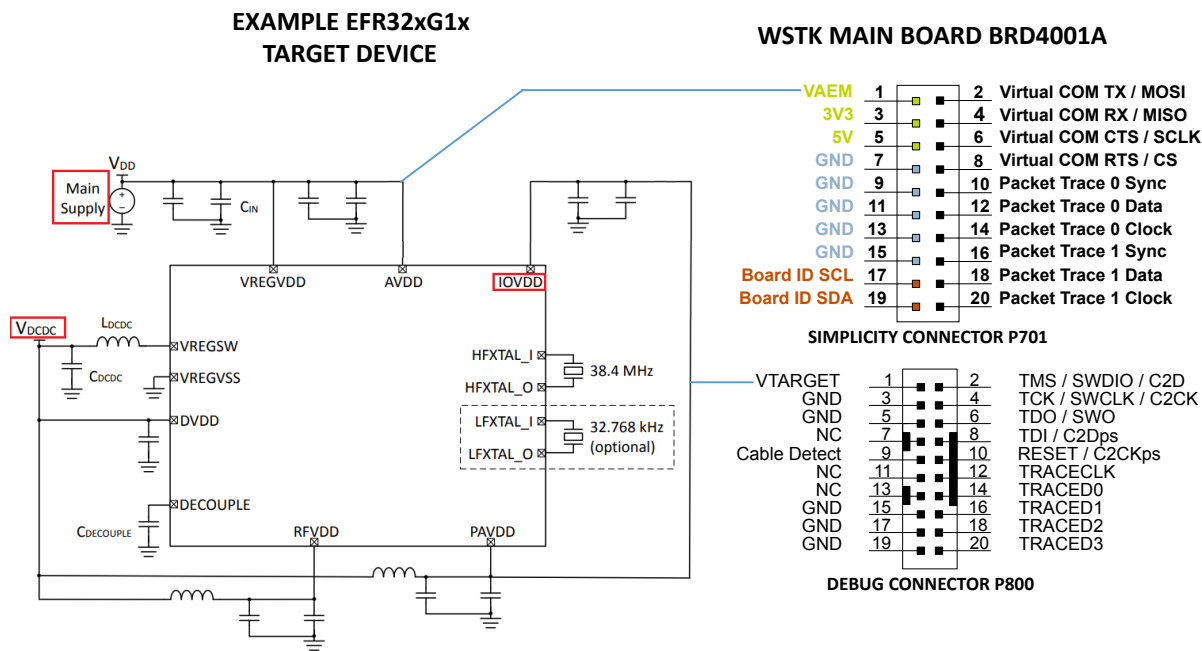 EXAMPLE EFR32xG1x
TARGET DEVICE
WSTK MAIN BOARD BRD4001A
VAEM 1 2 Virtual COM TX / MOSI
3V3 3 4 Virtual COM RX / MISO
5V 5 6 Virtual COM CTS / SCLK
GND 7 8 Virtual COM RTS / CS
GND 9 10 Packet Trace 0 Sync
GND 11 12 Packet Trace 0 Data
GND 13 14 Packet Trace 0 Clock
GND 15 16 Packet Trace 1 Sync
Board ID SCL 17 18 Packet Trace 1 Data
Board ID SDA 19 20 Packet Trace 1 Clock
SIMPLICITY CONNECTOR P701
VDD
Main
Supply
+
–
CIN
VREGVDD
AVDD
IOVDD
VDCDC
LDCDC
VREGSW
CDCDC
VREGVSS
DVDD
DECOUPLE
CDECOUPLE
RFVDD
PAVDD
HFXTAL_I
38.4 MHz
HFXTAL_O
LFXTAL_I
32.768 kHz
(optional)
LFXTAL_O
VTARGET 1 2 TMS / SWDIO / C2D
GND 3 4 TCK / SWCLK / C2CK
GND 5 6 TDO / SWO
NC 7 8 TDI / C2Dps
Cable Detect 9 10 RESET / C2CKps
NC 11 12 TRACECLK
NC 13 14 TRACED0
GND 15 16 TRACED1
GND 17 18 TRACED2
GND 19 20 TRACED3
DEBUG CONNECTOR P800